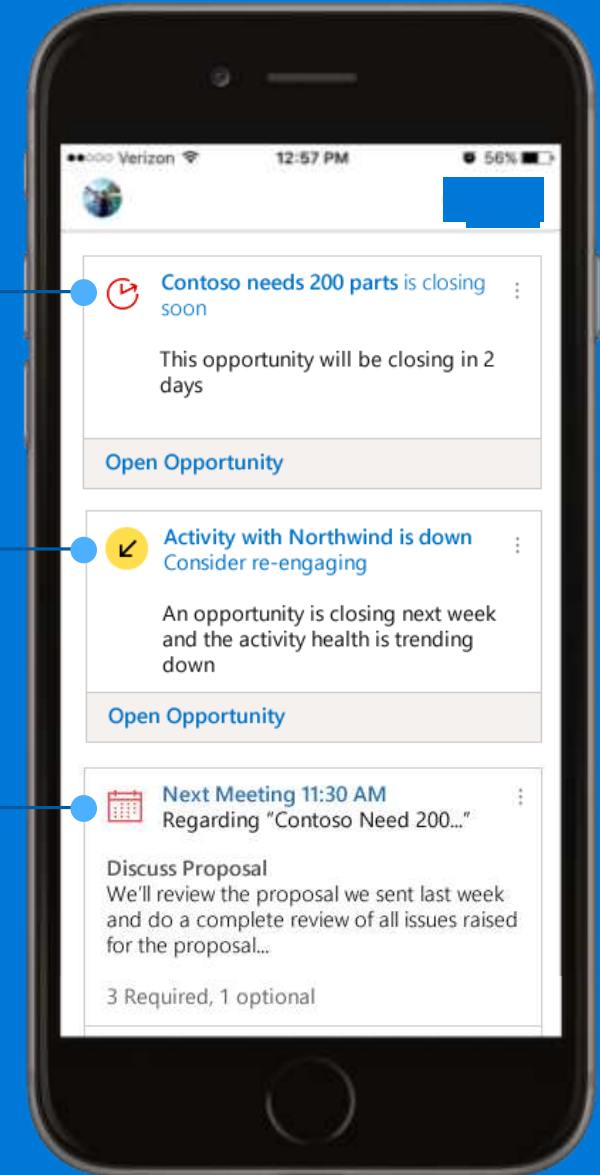 Verizon 12:57 PM 56%
Contoso needs 200 parts is closing
soon
This opportunity will be closing in 2
days
Open Opportunity
Activity with Northwind is down
Consider re-engaging
An opportunity is closing next week
and the activity health is trending
down
Open Opportunity
Next Meeting 11:30 AM
Regarding “Contoso Need 200...”
Discuss Proposal
We'll review the proposal we sent last week
and do a complete review of all issues raised
for the proposal...
3 Required, 1 optional